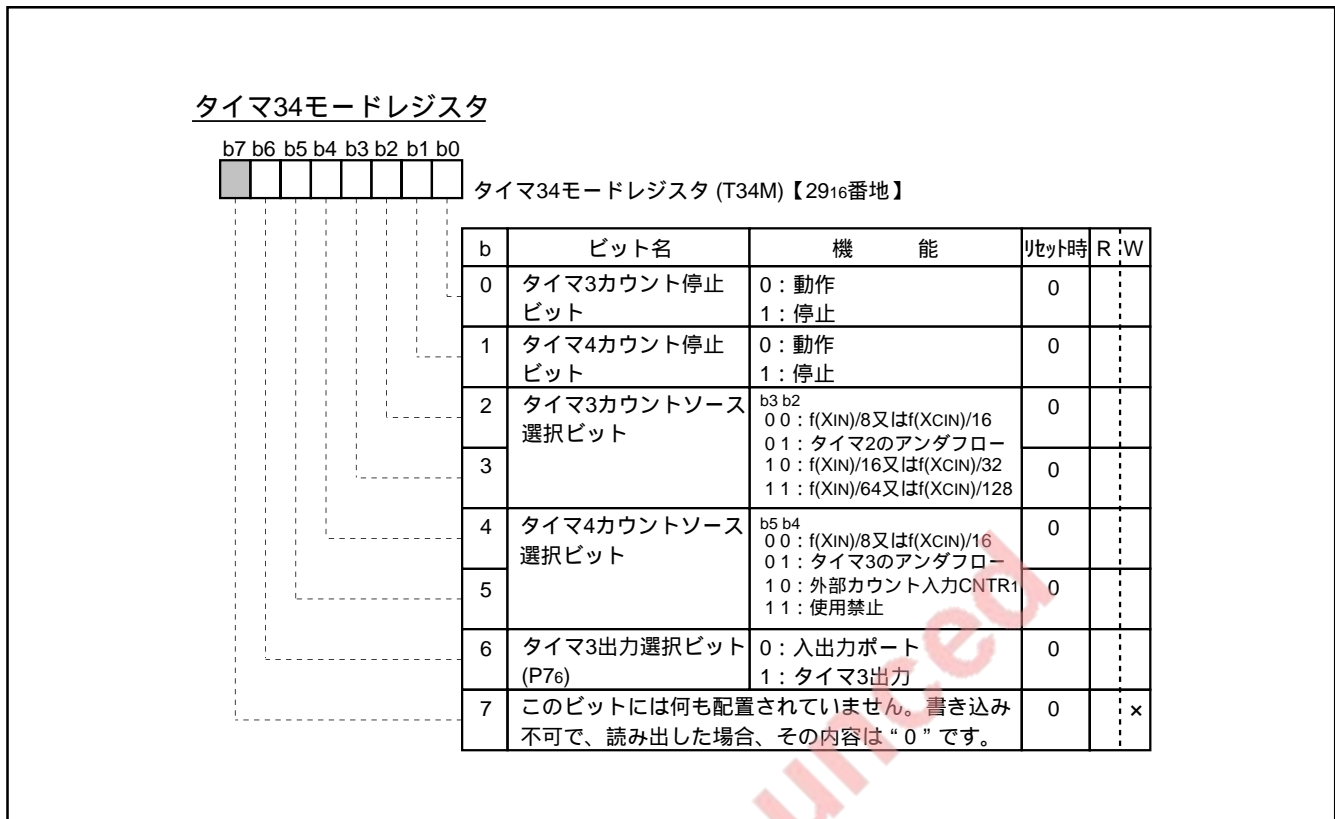 タイマ34モードレジスタ
b7 b6 b5 b4 b3 b2 b1 b0
タイマ34モードレジスタ (T34M)【2916番地】
b ビット名 機 能 リセット時 R W
0 タイマ3カウント停止 0：動作 0
ビット 1：停止
1 タイマ4カウント停止 0：動作 0
ビット 1：停止
2 タイマ3カウントソース b3 b2 0
選択ビット 0 0：f(XIN)/8又はf(XCIN)/16
0 1：タイマ2のアンダフロー
3 1 0：f(XIN)/16又はf(XCIN)/32 0
1 1：f(XIN)/64又はf(XCIN)/128
4 タイマ4カウントソース b5 b4 0
選択ビット 0 0：f(XIN)/8又はf(XCIN)/16
0 1：タイマ3のアンダフロー
5 1 0：外部カウント入力CNTR1 0
1 1：使用禁止
6 タイマ3出力選択ビット 0：入出力ポート 0
(P76) 1：タイマ3出力
7 このビットには何も配置されていません。書き込み 0 ×
不可で、読み出した場合、その内容は“0”です。
unced